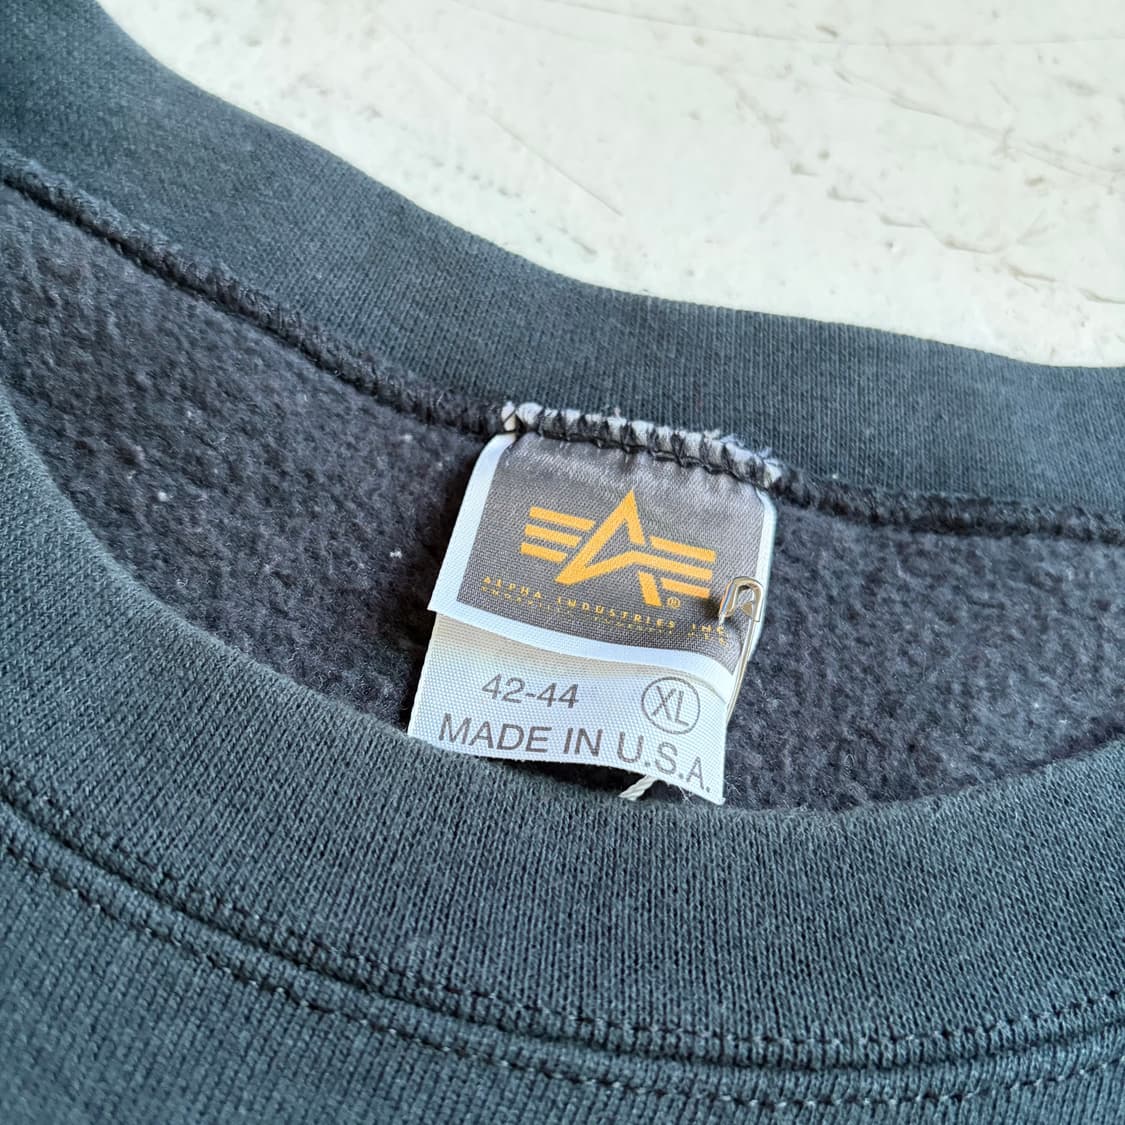 ®
ALPHA INDUSTRIES INC.
42-44 XL
MADE IN U.S.A.